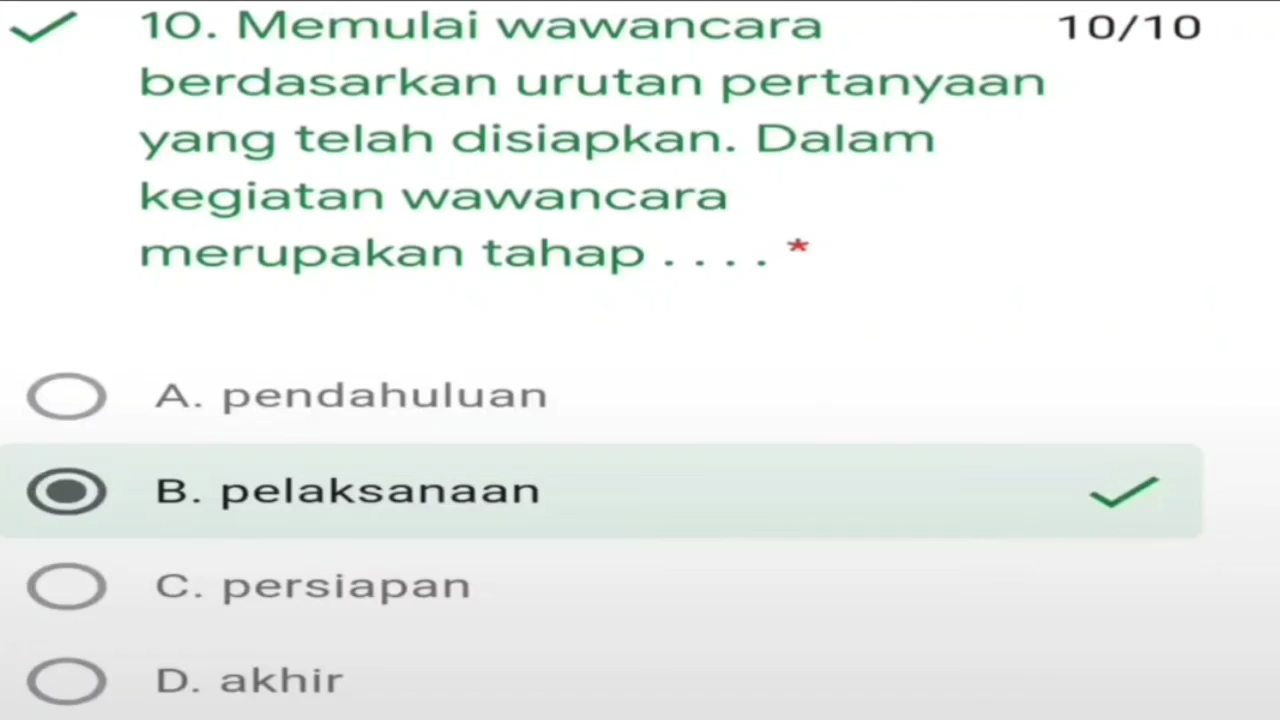 10. Memulai wawancara
10/10
berdasarkan urutan pertanyaan
yang telah disiapkan. Dalam
kegiatan wawancara
merupakan tahap . . . . *
A. pendahuluan
B. pelaksanaan
C. persiapan
D. akhir